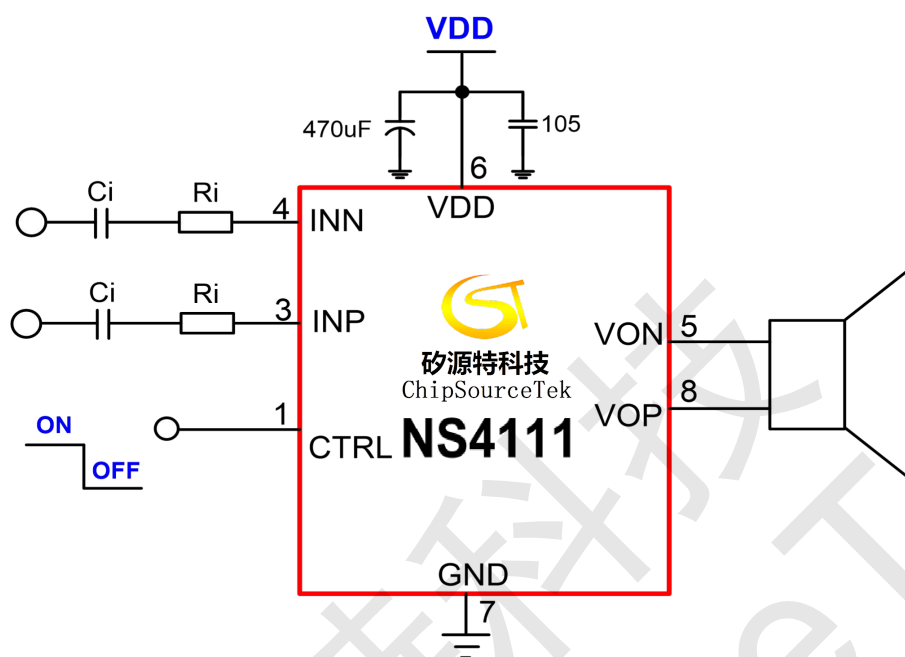 VDD
470uF
105
6
VDD
Ci
Ri
4
INN
Ci
Ri
3
INP
矽源特科技
ChipSourceTek
VON
5
VOP
8
1
CTRL
NS4111
ON
OFF
GND
7